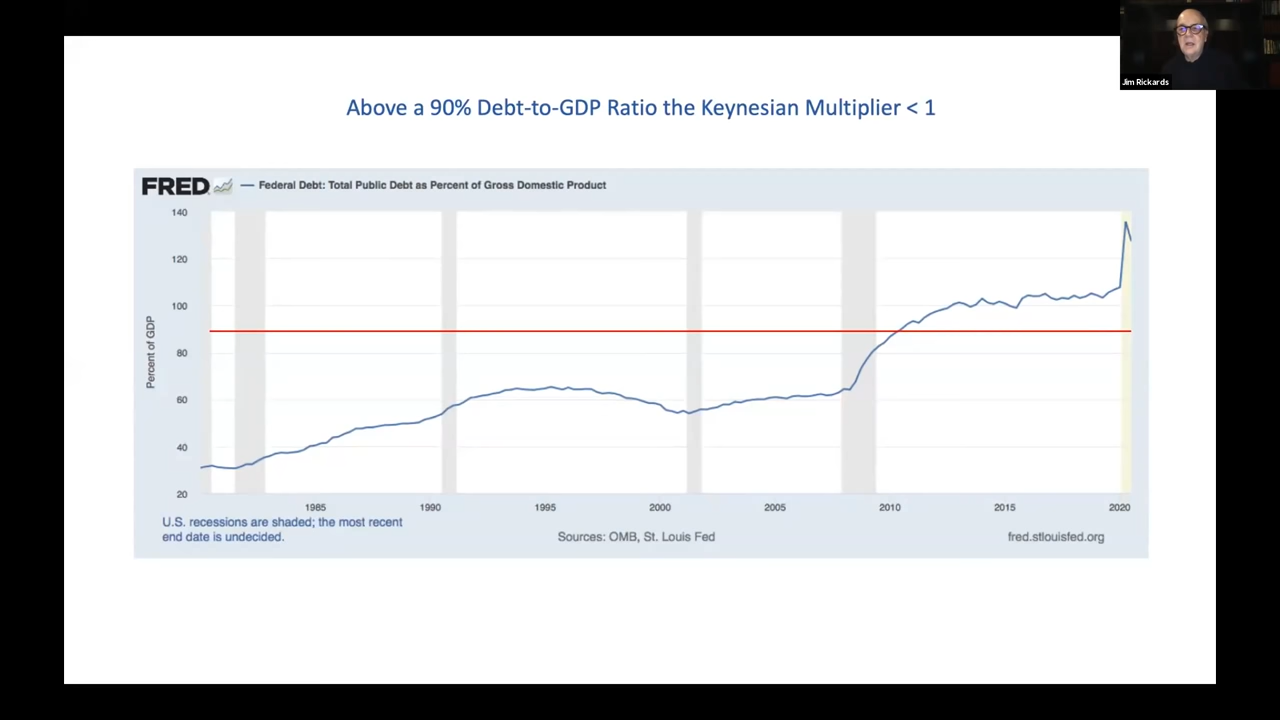 Jim Rickards
Above a 90% Debt-to-GDP Ratio the Keynesian Multiplier < 1
FRED
Federal Debt: Total Public Debt as Percent of Gross Domestic Product
140
120
100
80
60
40
20
Percent of GDP
1985 1990 1995 2000 2005 2010 2015 2020
U.S. recessions are shaded; the most recent
end date is undecided.
Sources: OMB, St. Louis Fed
fred.stlouisfed.org